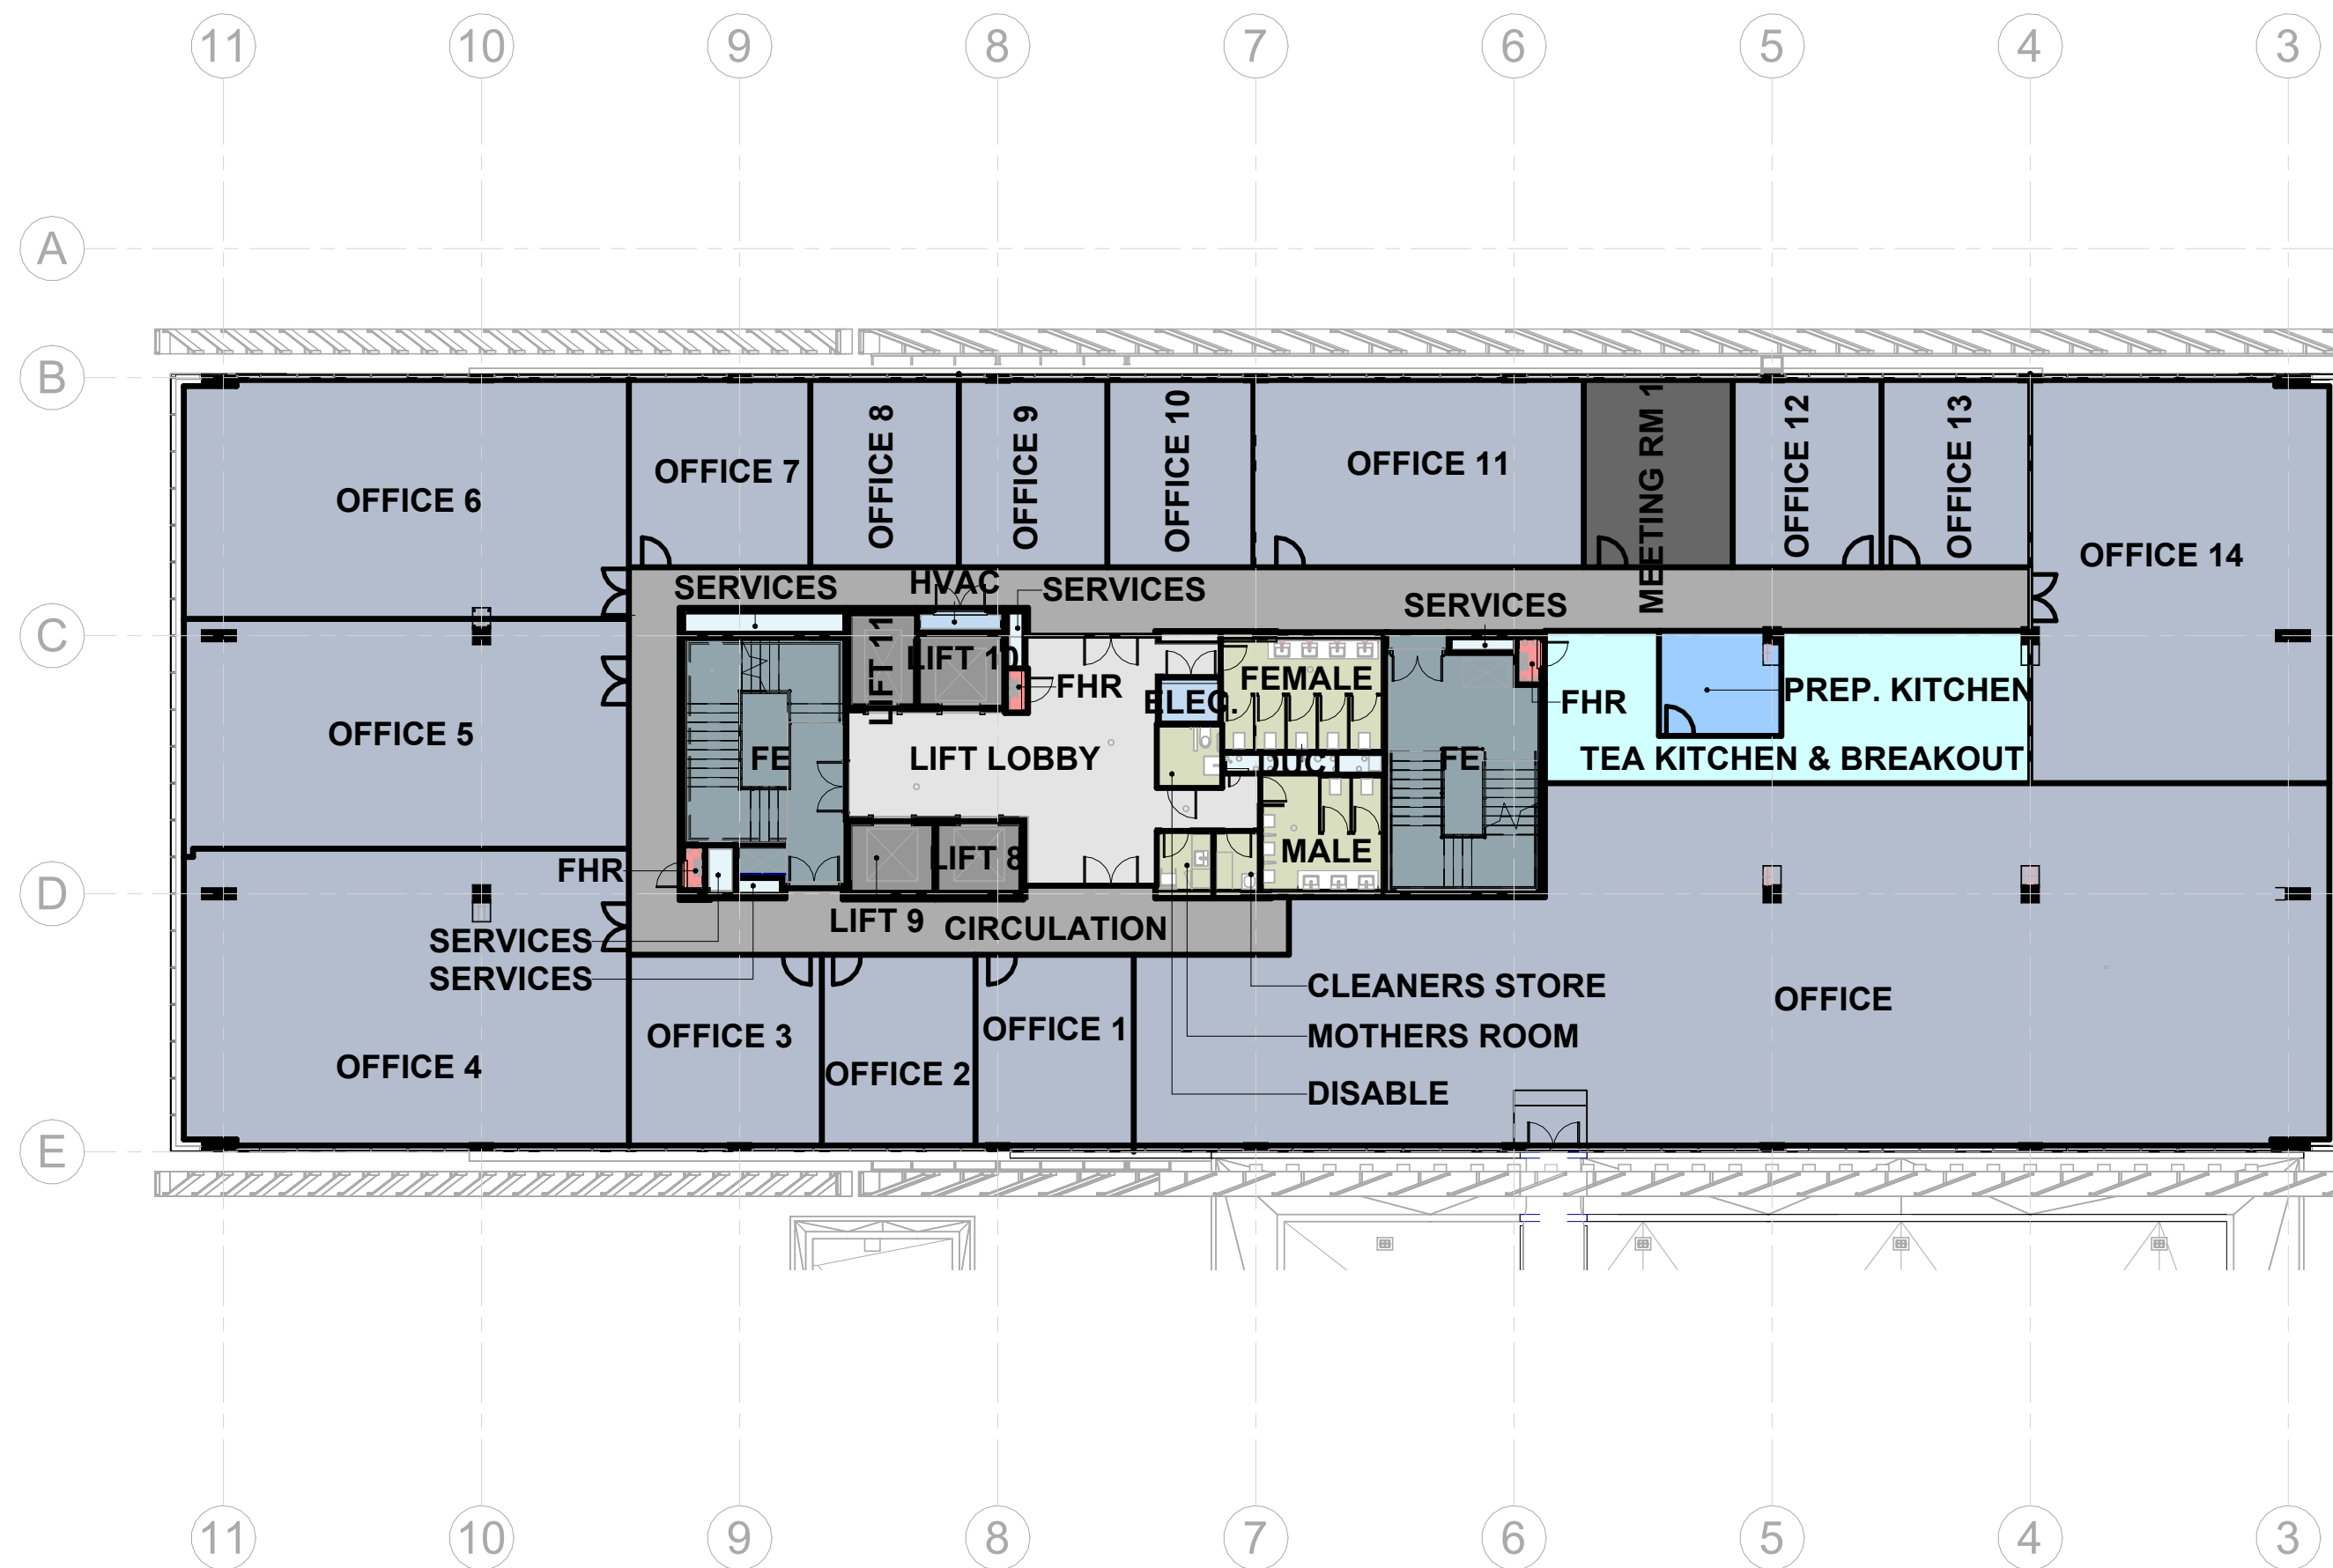 11
10
9
8
7
6
5
4
3
A
B
C
D
E
OFFICE 6
OFFICE 7
OFFICE 8
OFFICE 9
OFFICE 10
OFFICE 11
MEETING RM 1
OFFICE 12
OFFICE 13
OFFICE 14
SERVICES
HVAC
SERVICES
SERVICES
LIFT 11
LIFT 10
FHR
ELEC.
FEMALE
FHR
PREP. KITCHEN
OFFICE 5
FE
LIFT LOBBY
DUC
FE
TEA KITCHEN & BREAKOUT
FHR
LIFT 8
MALE
LIFT 9
CIRCULATION
SERVICES
SERVICES
CLEANERS STORE
OFFICE
OFFICE 4
OFFICE 3
OFFICE 2
OFFICE 1
MOTHERS ROOM
DISABLE
11
10
9
8
7
6
5
4
3